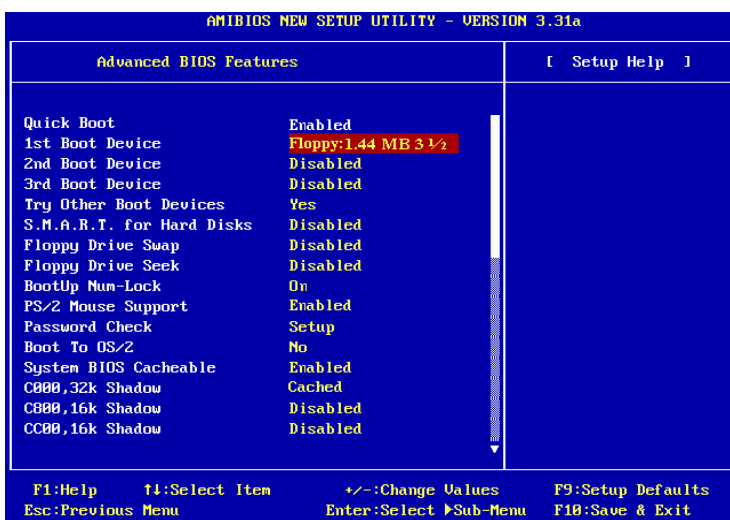 AMIBIOS NEW SETUP UTILITY - VERSION 3.31a
Advanced BIOS Features
[ Setup Help ]
Quick Boot Enabled
1st Boot Device Floppy:1.44 MB 3 1/2
2nd Boot Device Disabled
3rd Boot Device Disabled
Try Other Boot Devices Yes
S.M.A.R.T. for Hard Disks Disabled
Floppy Drive Swap Disabled
Floppy Drive Seek Disabled
BootUp Num-Lock On
PS/2 Mouse Support Enabled
Password Check Setup
Boot To OS/2 No
System BIOS Cacheable Enabled
C000,32k Shadow Cached
C800,16k Shadow Disabled
CC00,16k Shadow Disabled
F1:Help ↑↓:Select Item +/-:Change Values F9:Setup Defaults
Esc:Previous Menu Enter:Select ▶Sub-Menu F10:Save & Exit